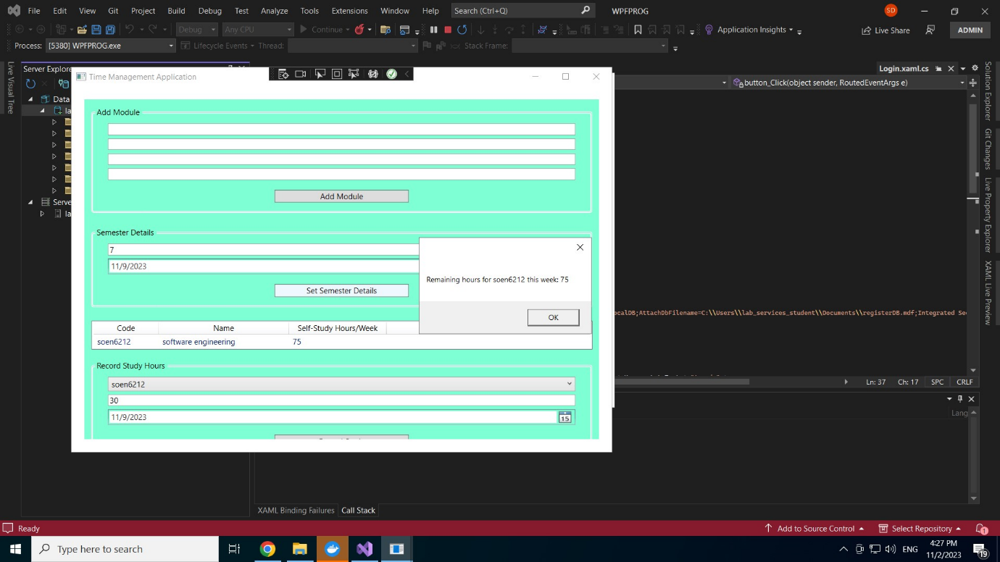 File Edit View Git Project Build Debug Test Analyze Tools Extensions Window Help Search (Ctrl+Q) WPFPROG SD
Debug Any CPU Continue Application Insights Live Share ADMIN
Process: [5380] WPFPROG.exe Lifecycle Events Thread: Stack Frame:
Live Visual Tree
Server Explore
Data
la
Serve
la
Login.xaml.cs
button_Click(object sender, RoutedEventArgs e)
Solution Explorer
Git Changes
Live Property Explorer
XAML Live Preview
Time Management Application
Add Module
Add Module
Semester Details
7
11/9/2023
Set Semester Details
Remaining hours for soen6212 this week: 75
OK
Code Name Self-Study Hours/Week
soen6212 software engineering 75
Record Study Hours
soen6212
30
11/9/2023
15
ocalDB;AttachDbFilename=C:\\Users\\lab_services_student\\Documents\\registerDB.mdf;Integrated Sec
Ln: 37 Ch: 17 SPC CRLF
Lang
XAML Binding Failures Call Stack
Ready Add to Source Control Select Repository 1
Type here to search
ENG
4:27 PM
11/2/2023
19